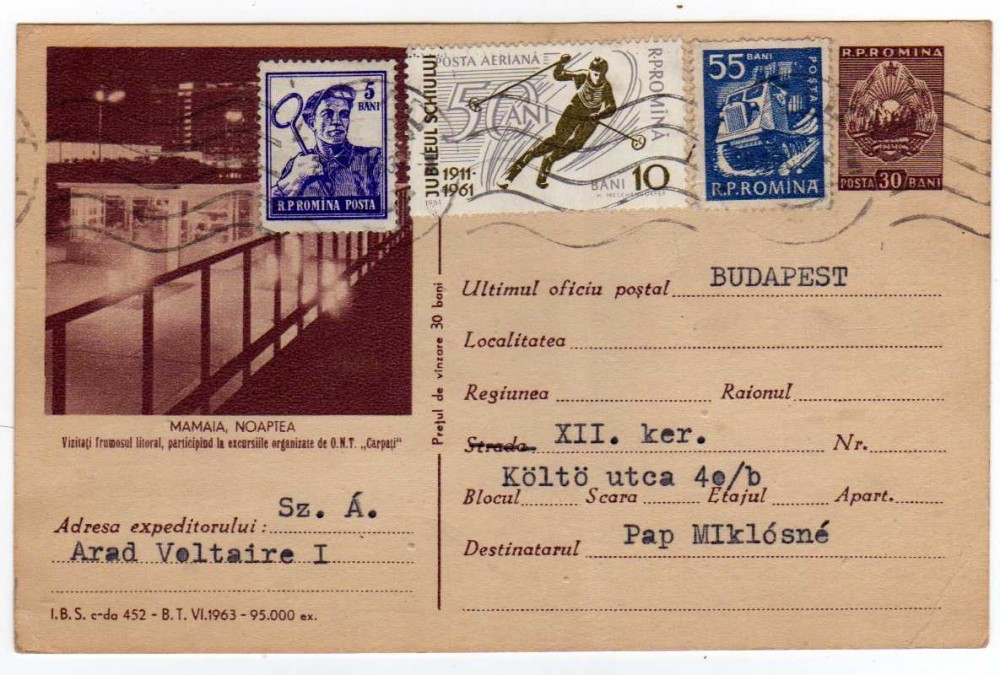 5
BANI
R.P.ROMÎNA POSTA
JUBILEUL SCHIULUI
1911-
1961
POSTA AERIANĂ
50 ANI
R.P.ROMÎNA
BANI 10
1961
55 BANI
POSTA
R.P.ROMINA
R.P.ROMINA
POSTA 30 BANI
MAMAIA, NOAPTEA
Vizitați frumosul litoral, participînd la excursiile organizate de O.N.T. „Carpați"
Adresa expeditorului: Sz. Á.
Arad Voltaire I
I.B.S. c-da 452 - B.T. VI.1963 - 95.000 ex.
Prețul de vînzare 30 bani
Ultimul oficiu poștal BUDAPEST
Localitatea
Regiunea Raionul
Strada XII. ker. Nr.
Költö utca 4e/b
Blocul Scara Etajul Apart.
Destinatarul Pap MIklósné